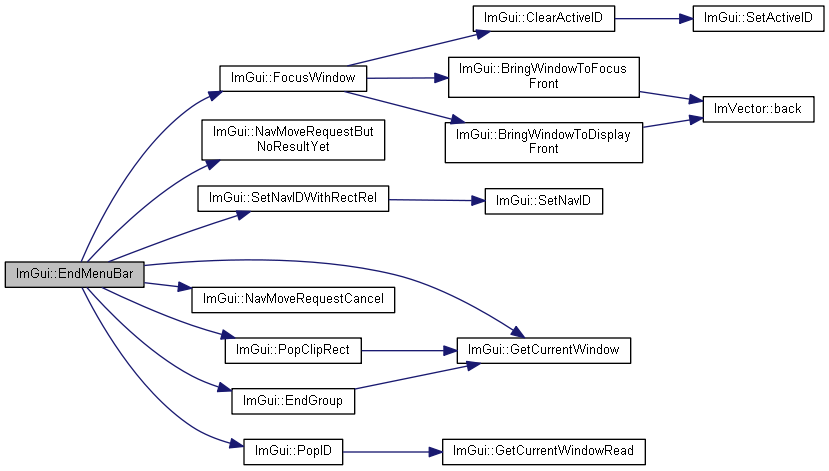 ImGui::ClearActiveID
ImGui::SetActiveID
ImGui::FocusWindow
ImGui::BringWindowToFocus
Front
ImVector::back
ImGui::NavMoveRequestBut
NoResultYet
ImGui::BringWindowToDisplay
Front
ImGui::SetNavIDWithRectRel
ImGui::SetNavID
ImGui::EndMenuBar
ImGui::NavMoveRequestCancel
ImGui::PopClipRect
ImGui::GetCurrentWindow
ImGui::EndGroup
ImGui::PopID
ImGui::GetCurrentWindowRead